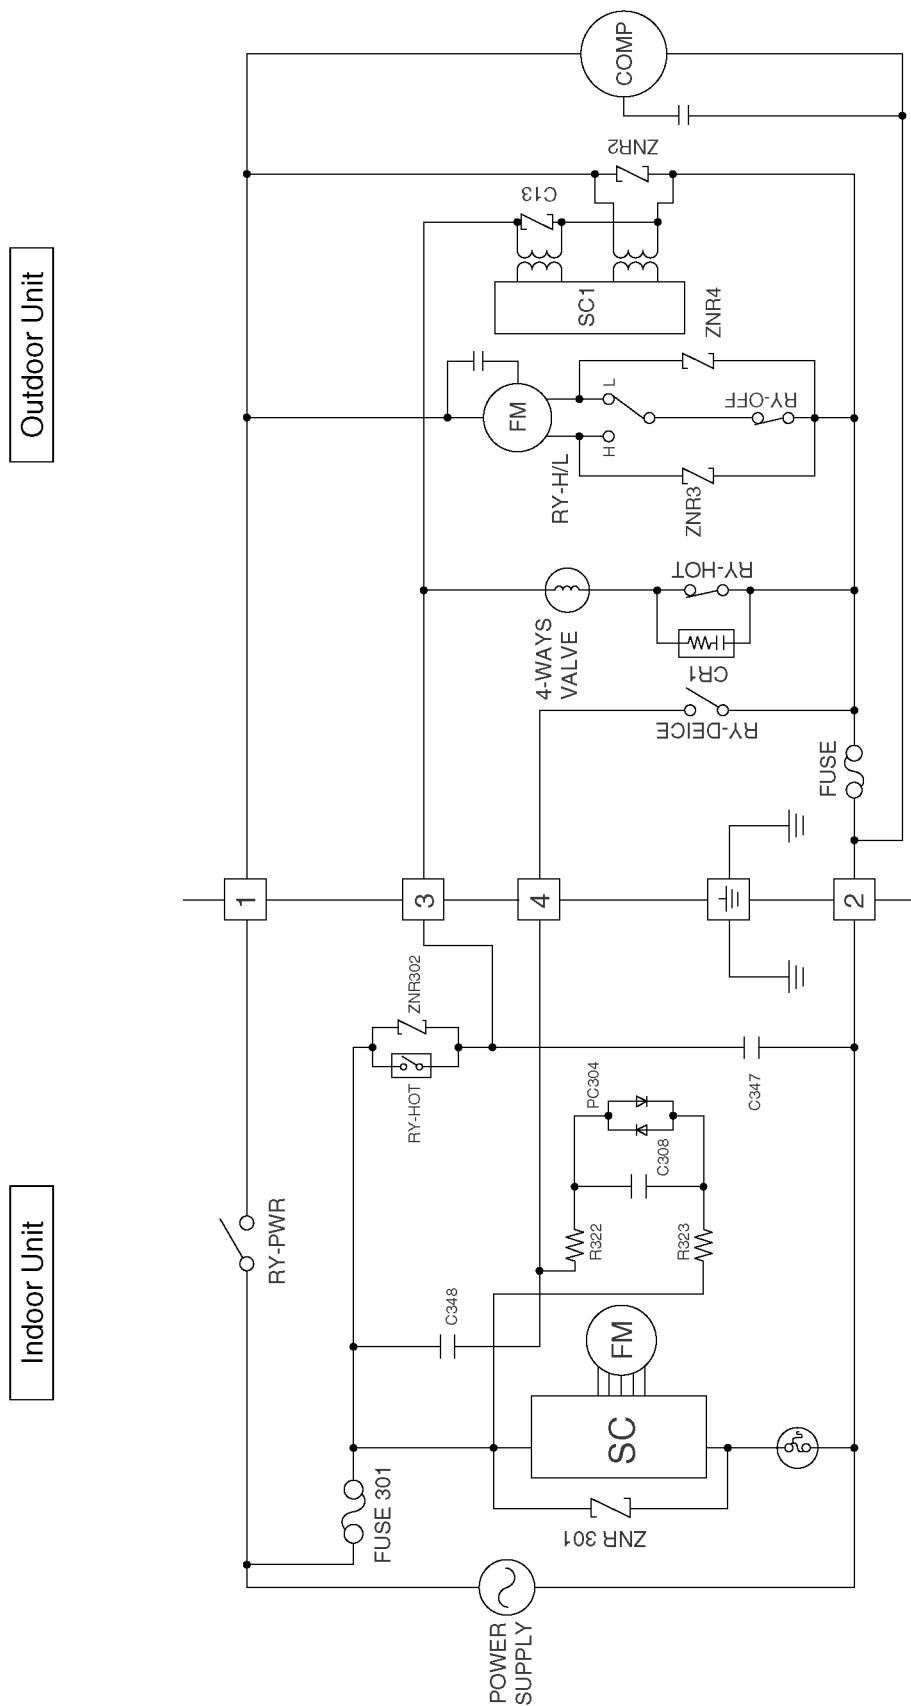 Outdoor Unit
Indoor Unit
COMP
ZNR2
C13
SC1
ZNR4
FM
L
H
RY-OFF
RY-H/L
ZNR3
RY-HOT
4-WAYS
VALVE
CR1
RY-DEICE
FUSE
1
3
4
2
ZNR302
RY-HOT
PC304
C347
C308
RY-PWR
R322
R323
C348
FM
SC
FUSE 301
ZNR 301
POWER
SUPPLY